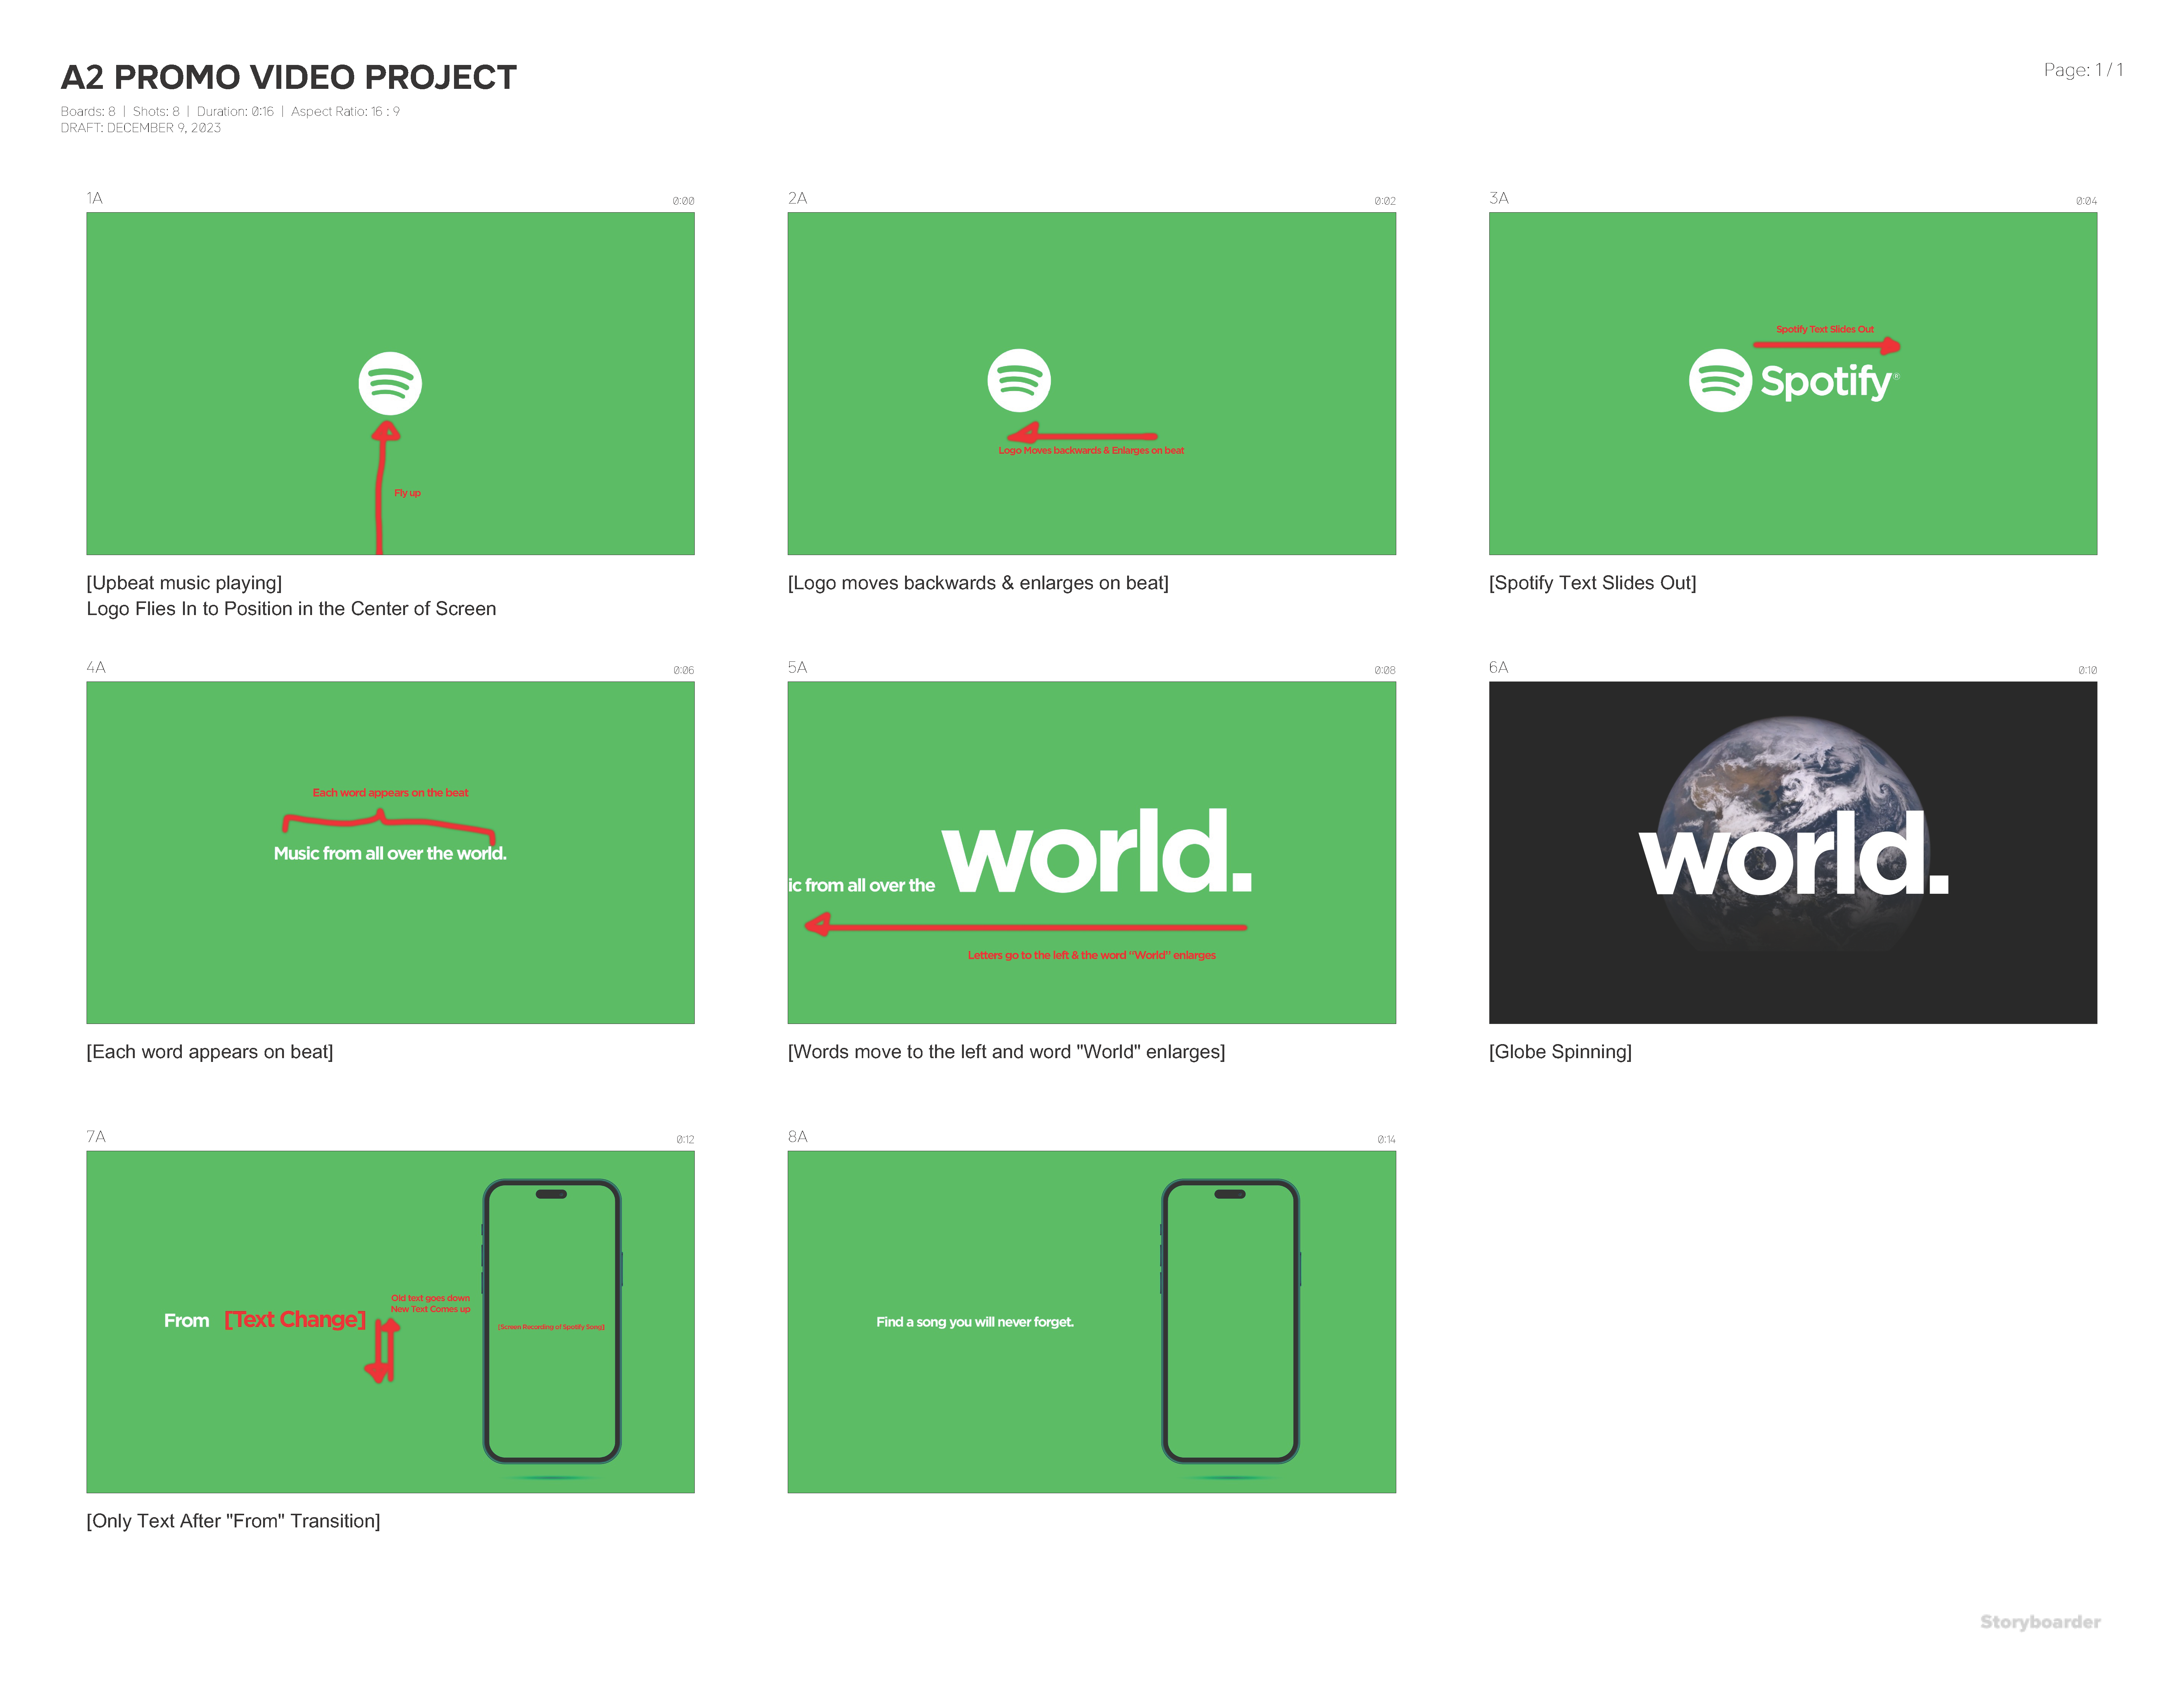 A2 PROMO VIDEO PROJECT
Page: 1 / 1
Boards: 8 | Shots: 8 | Duration: 0:16 | Aspect Ratio: 16 : 9
DRAFT: DECEMBER 9, 2023
1A
0:00
Fly up
[Upbeat music playing]
Logo Flies In to Position in the Center of Screen
2A
0:02
Logo Moves backwards & Enlarges on beat
[Logo moves backwards & enlarges on beat]
3A
0:04
Spotify Text Slides Out
Spotify®
[Spotify Text Slides Out]
4A
0:06
Each word appears on the beat
Music from all over the world.
[Each word appears on beat]
5A
0:08
ic from all over the world.
Letters go to the left & the word "World" enlarges
[Words move to the left and word "World" enlarges]
6A
0:10
world.
[Globe Spinning]
7A
0:12
Old text goes down
New Text Comes up
From [Text Change]
[Screen Recording of Spotify Song]
[Only Text After "From" Transition]
8A
0:14
Find a song you will never forget.
Storyboarder